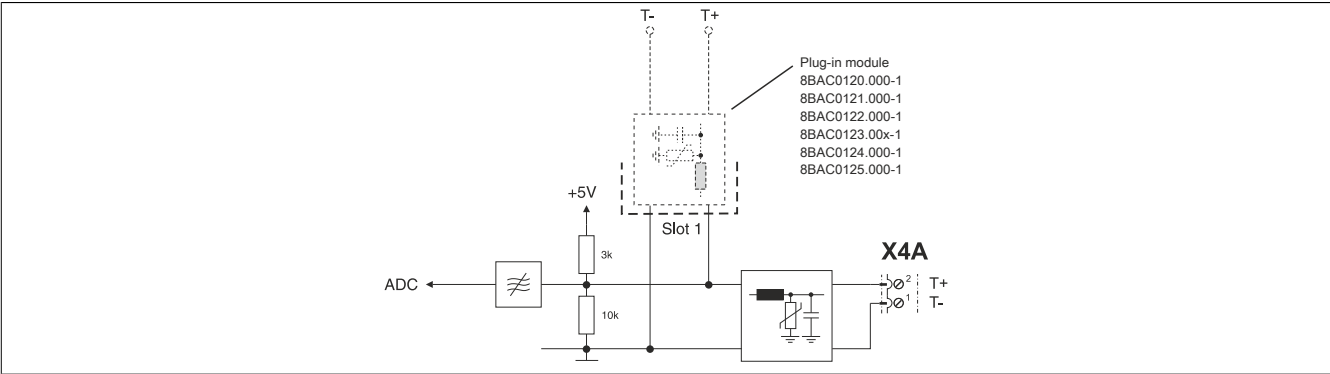 T- T+
Plug-in module
8BAC0120.000-1
8BAC0121.000-1
8BAC0122.000-1
8BAC0123.00x-1
8BAC0124.000-1
8BAC0125.000-1
+5V
Slot 1
3k
X4A
ADC
2 T+
1 T-
10k